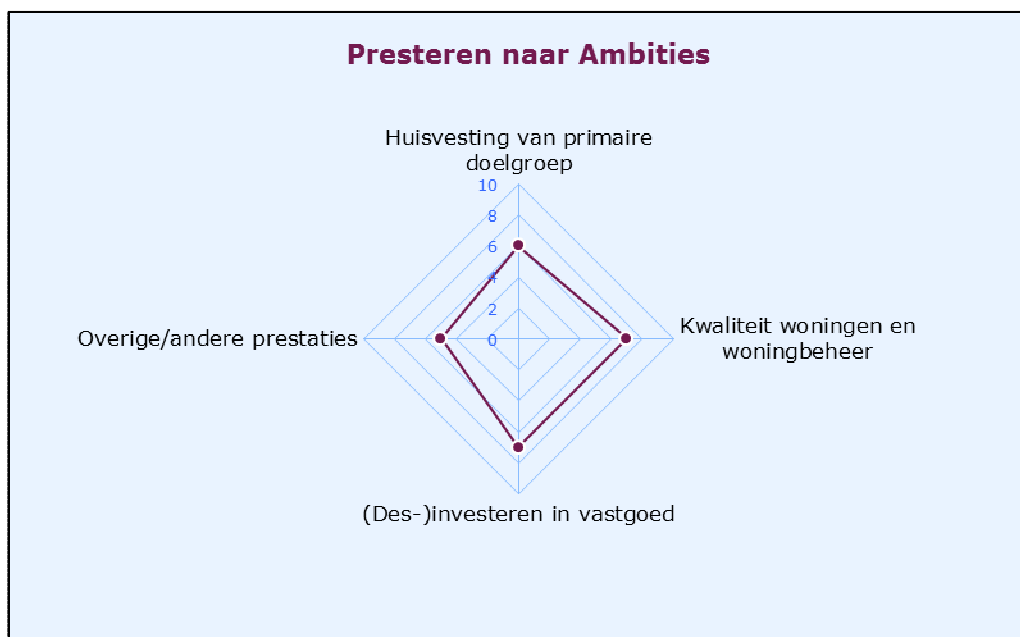 Presteren naar Ambities
Huisvesting van primaire
doelgroep
10
8
6
4
2
0
Overige/andere prestaties
Kwaliteit woningen en
woningbeheer
(Des-)investeren in vastgoed